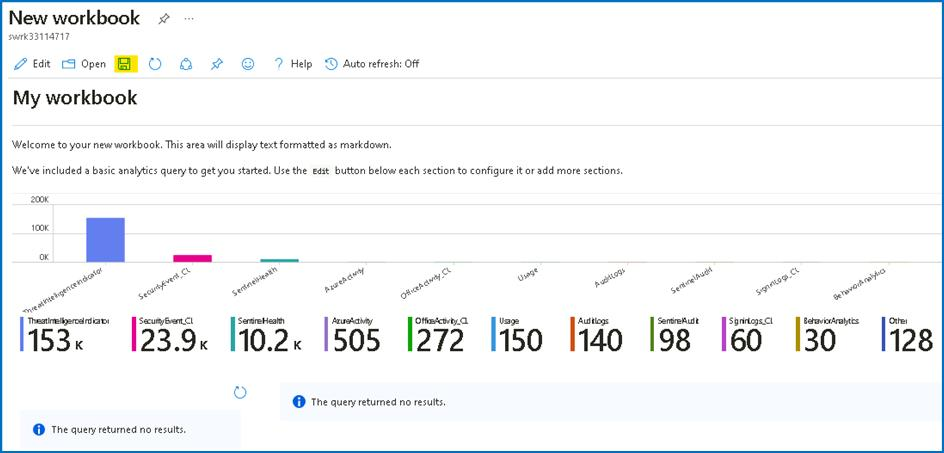 New workbook
swrk33114717
Edit Open Help Auto refresh: Off
My workbook
Welcome to your new workbook. This area will display text formatted as markdown.
We've included a basic analytics query to get you started. Use the Edit button below each section to configure it or add more sections.
200K
100K
0K
ThreatIntelligenceIndicator SecurityEvent_CL SentinelHealth AzureActivity OfficeActivity_CL Usage AuditLogs SentinelAudit SigninLogs_CL BehaviorAnalytics
ThreatIntelligenceIndicator SecurityEvent_CL SentinelHealth AzureActivity OfficeActivity_CL Usage AuditLogs SentinelAudit SigninLogs_CL BehaviorAnalytics Other
153 K 23.9 K 10.2 K 505 272 150 140 98 60 30 128
The query returned no results.
The query returned no results.